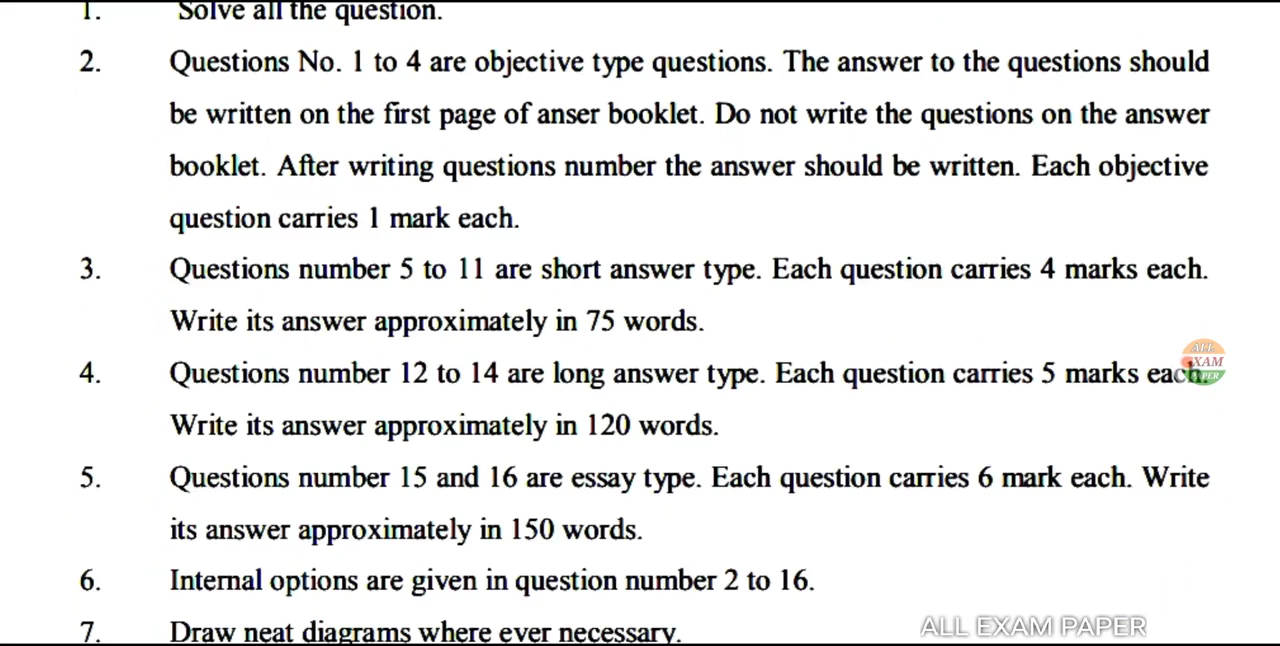 1. Solve all the question.
2. Questions No. 1 to 4 are objective type questions. The answer to the questions should
be written on the first page of anser booklet. Do not write the questions on the answer
booklet. After writing questions number the answer should be written. Each objective
question carries 1 mark each.
3. Questions number 5 to 11 are short answer type. Each question carries 4 marks each.
Write its answer approximately in 75 words.
4. Questions number 12 to 14 are long answer type. Each question carries 5 marks each.
ALL
EXAM
PAPER
Write its answer approximately in 120 words.
5. Questions number 15 and 16 are essay type. Each question carries 6 mark each. Write
its answer approximately in 150 words.
6. Internal options are given in question number 2 to 16.
7. Draw neat diagrams where ever necessary.
ALL EXAM PAPER